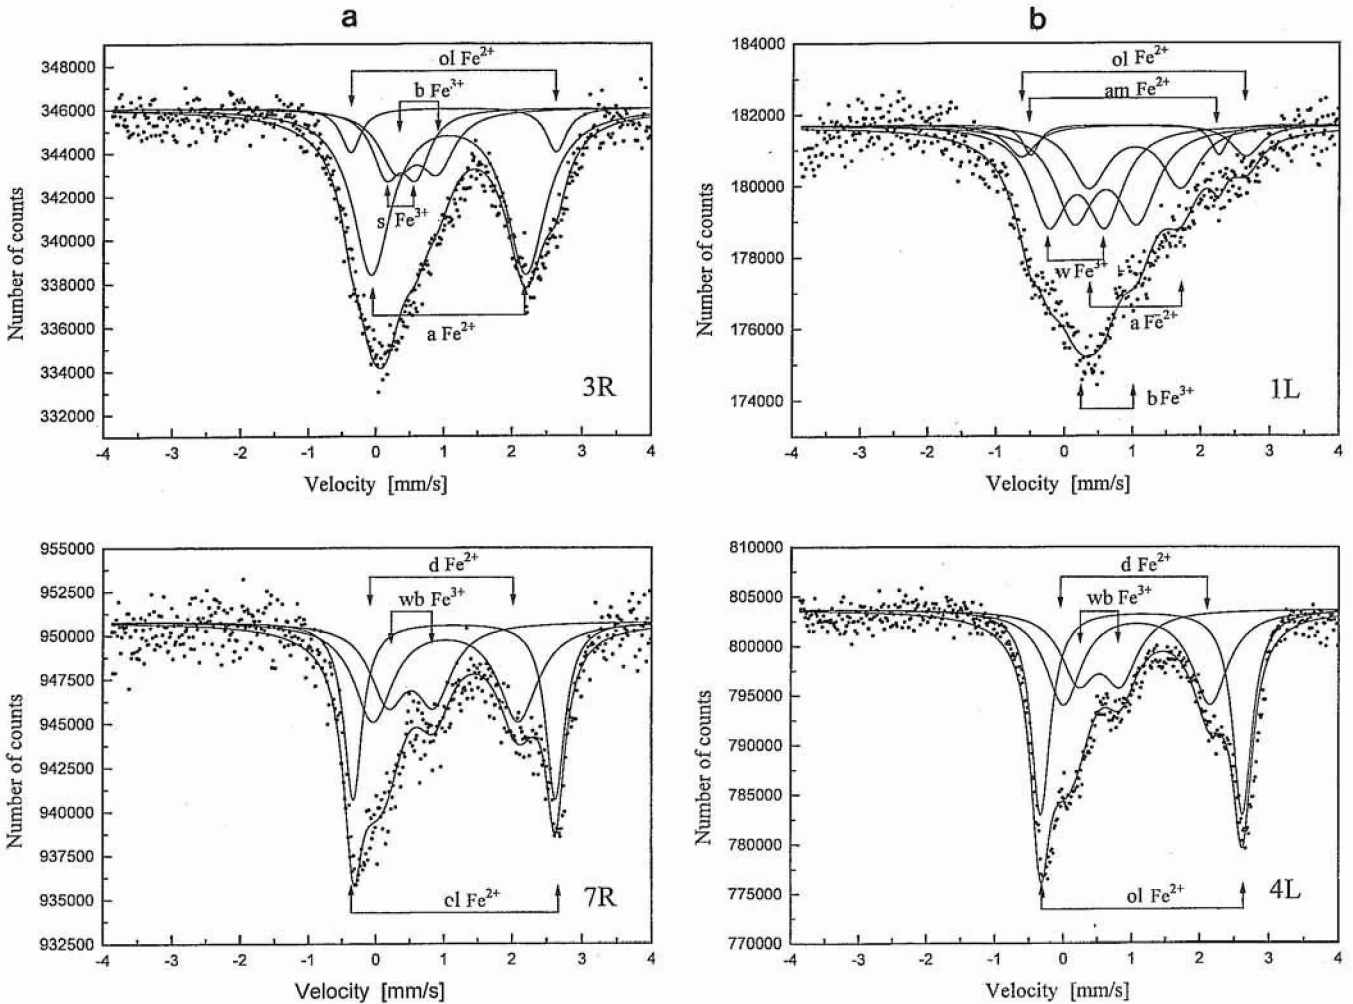 a
b
348000
346000
344000
342000
340000
338000
336000
334000
332000
Number of counts
ol Fe²⁺
b Fe³⁺
s Fe³⁺
a Fe²⁺
3R
-4 -3 -2 -1 0 1 2 3 4
Velocity [mm/s]
184000
182000
180000
178000
176000
174000
Number of counts
ol Fe²⁺
am Fe²⁺
w Fe³⁺
a Fe²⁺
b Fe³⁺
1L
-4 -3 -2 -1 0 1 2 3 4
Velocity [mm/s]
955000
952500
950000
947500
945000
942500
940000
937500
935000
932500
Number of counts
d Fe²⁺
wb Fe³⁺
ol Fe²⁺
7R
-4 -3 -2 -1 0 1 2 3 4
Velocity [mm/s]
810000
805000
800000
795000
790000
785000
780000
775000
770000
Number of counts
d Fe²⁺
wb Fe³⁺
ol Fe²⁺
4L
-4 -3 -2 -1 0 1 2 3 4
Velocity [mm/s]